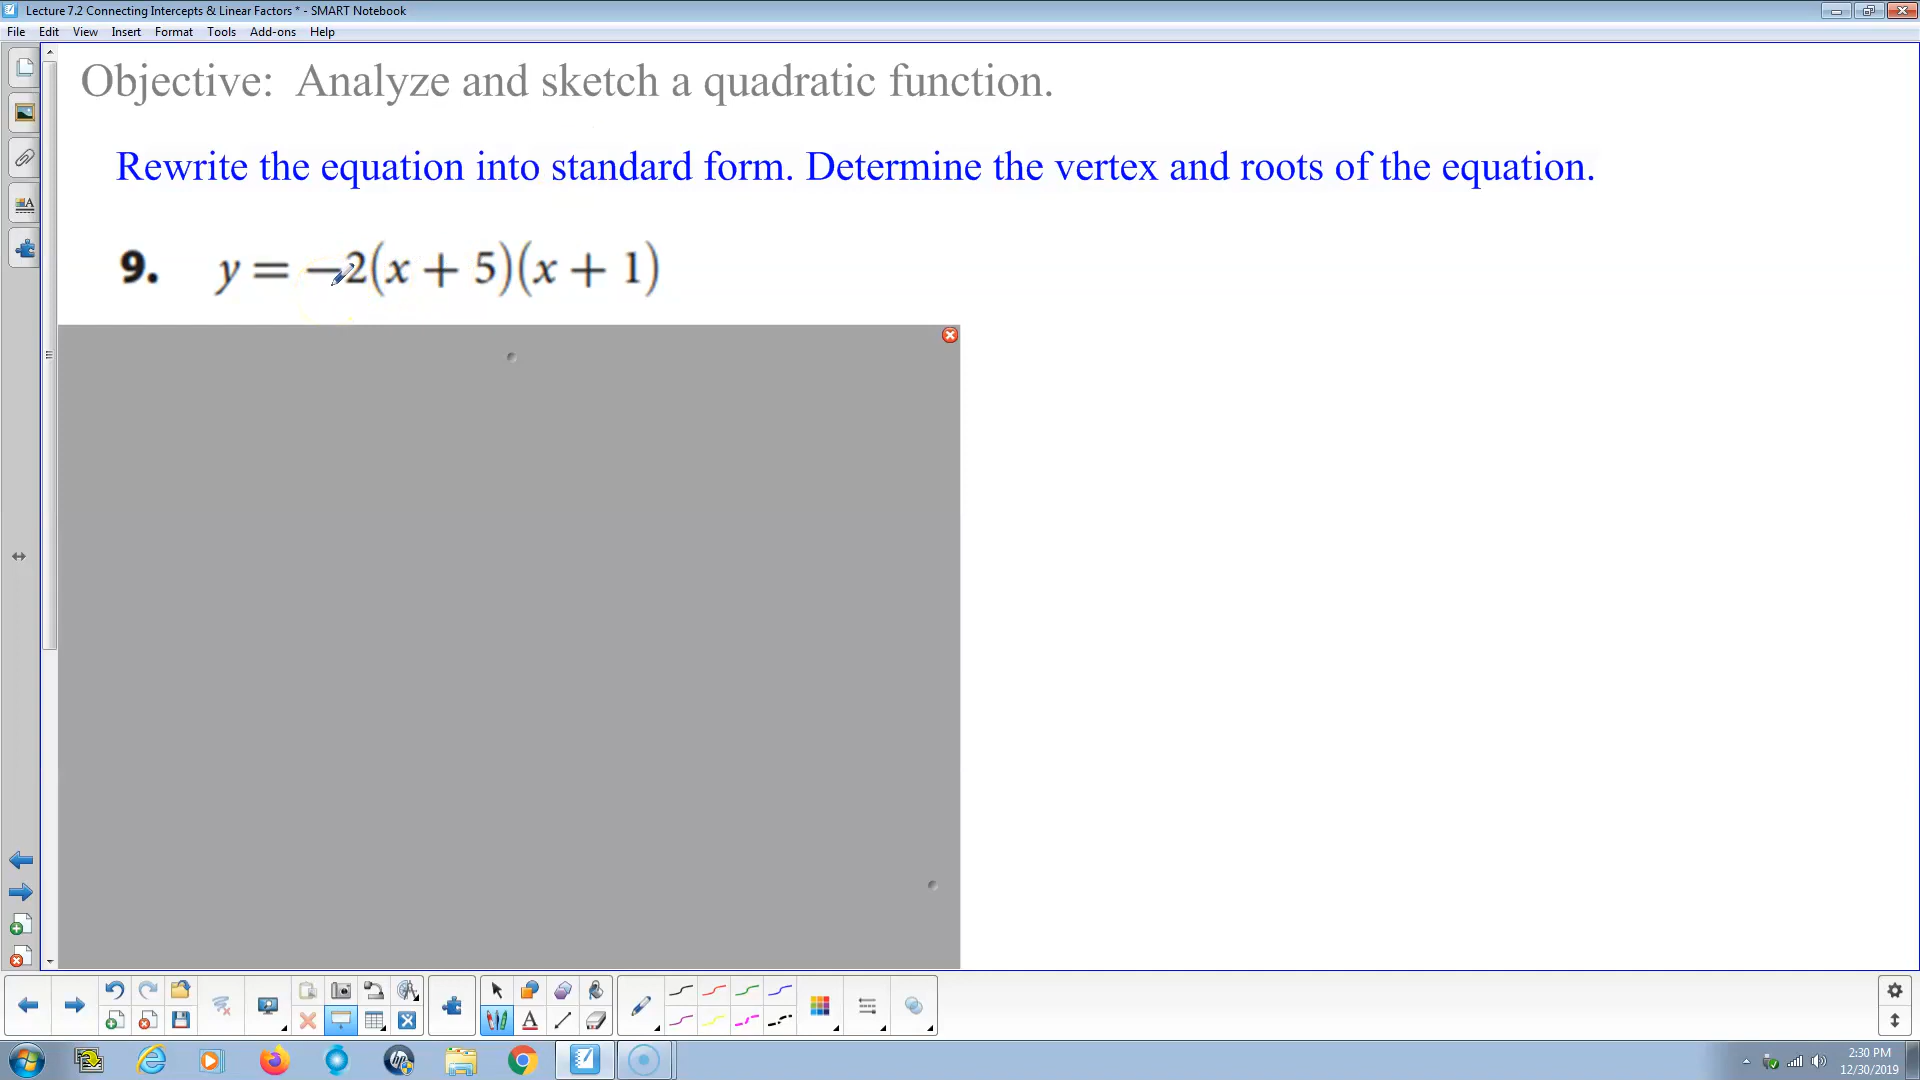 Lecture 7.2 Connecting Intercepts & Linear Factors * - SMART Notebook
File Edit View Insert Format Tools Add-ons Help
Objective: Analyze and sketch a quadratic function.
Rewrite the equation into standard form. Determine the vertex and roots of the equation.
9. y = −2(x + 5)(x + 1)
2:30 PM
12/30/2019